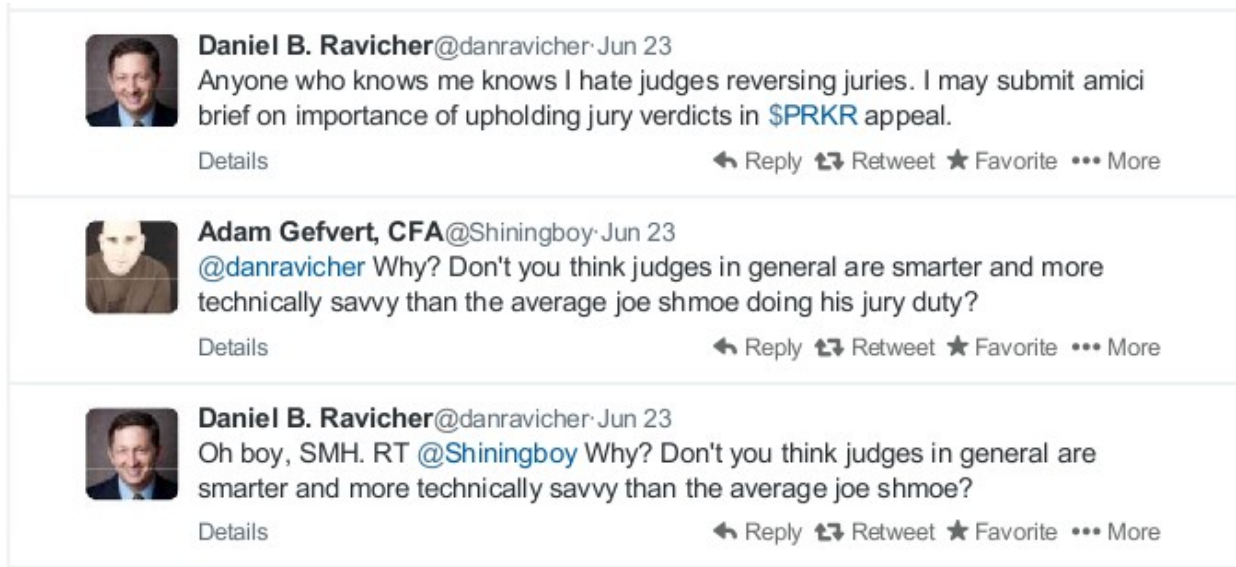 Daniel B. Ravicher@danravicher·Jun 23
Anyone who knows me knows I hate judges reversing juries. I may submit amici
brief on importance of upholding jury verdicts in $PRKR appeal.
Details Reply Retweet Favorite More
Adam Gefvert, CFA@Shiningboy·Jun 23
@danravicher Why? Don't you think judges in general are smarter and more
technically savvy than the average joe shmoe doing his jury duty?
Details Reply Retweet Favorite More
Daniel B. Ravicher@danravicher·Jun 23
Oh boy, SMH. RT @Shiningboy Why? Don't you think judges in general are
smarter and more technically savvy than the average joe shmoe?
Details Reply Retweet Favorite More